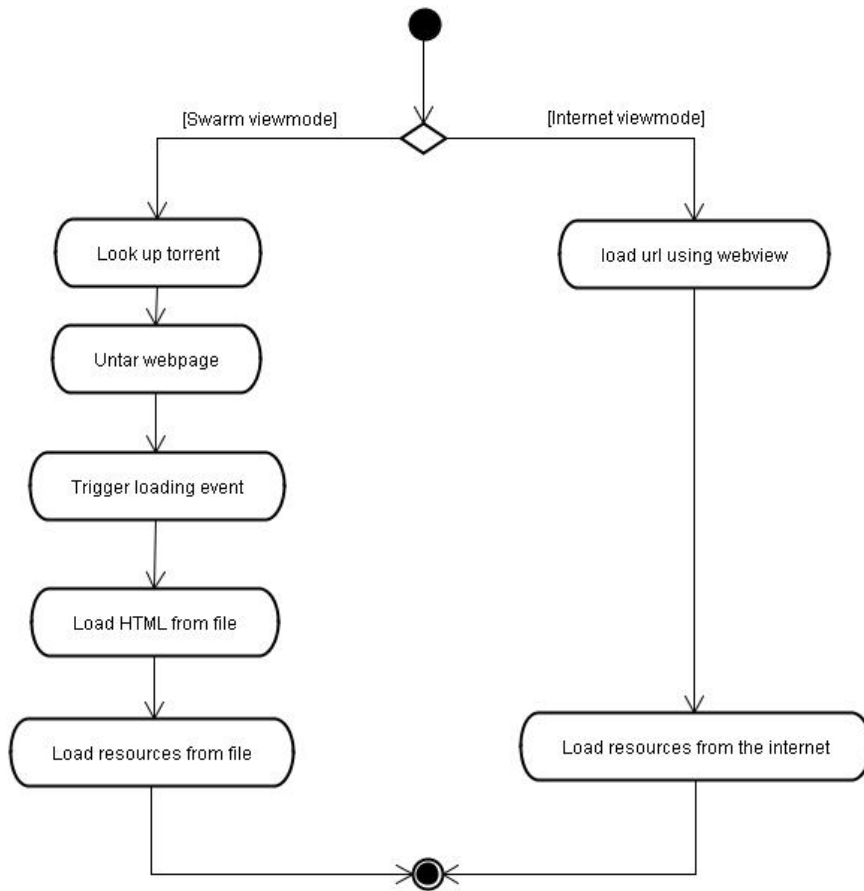 [Swarm viewmode]
[Internet viewmode]
Look up torrent
load url using webview
Untar webpage
Trigger loading event
Load HTML from file
Load resources from file
Load resources from the internet